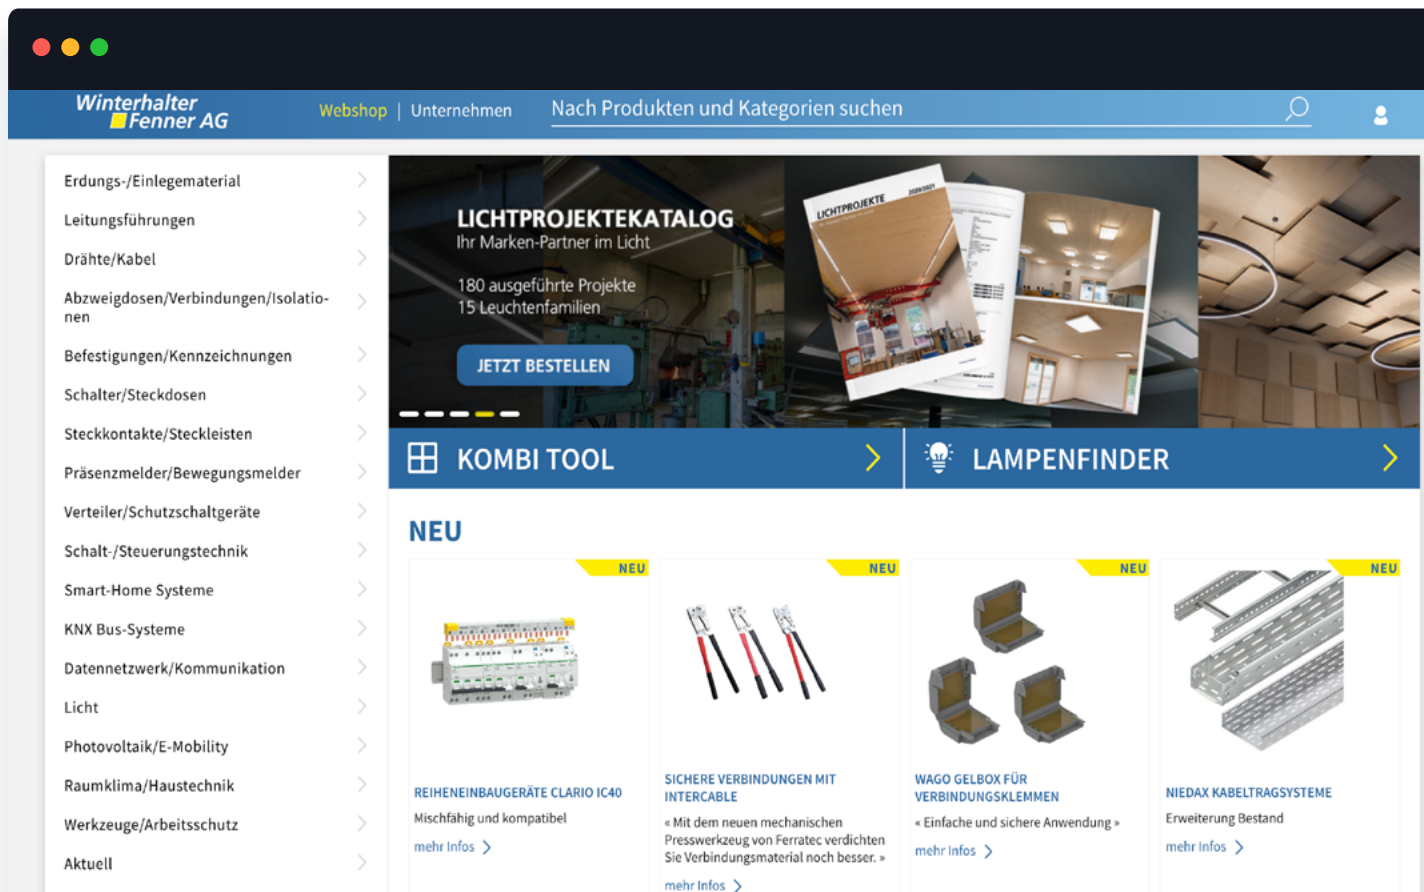 Winterhalter
Fenner AG
Webshop | Unternehmen
Nach Produkten und Kategorien suchen
Erdungs-/Einlegematerial
Leitungsführungen
Drähte/Kabel
Abzweigdosen/Verbindungen/Isolatio-
nen
Befestigungen/Kennzeichnungen
Schalter/Steckdosen
Steckkontakte/Steckleisten
Präsenzmelder/Bewegungsmelder
Verteiler/Schutzschaltgeräte
Schalt-/Steuerungstechnik
Smart-Home Systeme
KNX Bus-Systeme
Datennetzwerk/Kommunikation
Licht
Photovoltaik/E-Mobility
Raumklima/Haustechnik
Werkzeuge/Arbeitsschutz
Aktuell
LICHTPROJEKTEKATALOG
Ihr Marken-Partner im Licht
180 ausgeführte Projekte
15 Leuchtenfamilien
JETZT BESTELLEN
LICHTPROJEKTE 2020/2021
KOMBI TOOL
LAMPENFINDER
NEU
NEU
REIHENEINBAUGERÄTE CLARIO IC40
Mischfähig und kompatibel
mehr Infos
NEU
SICHERE VERBINDUNGEN MIT
INTERCABLE
« Mit dem neuen mechanischen
Presswerkzeug von Ferratec verdichten
Sie Verbindungsmaterial noch besser. »
mehr Infos
NEU
WAGO GELBOX FÜR
VERBINDUNGSKLEMMEN
« Einfache und sichere Anwendung »
mehr Infos
NEU
NIEDAX KABELTRAGSYSTEME
Erweiterung Bestand
mehr Infos